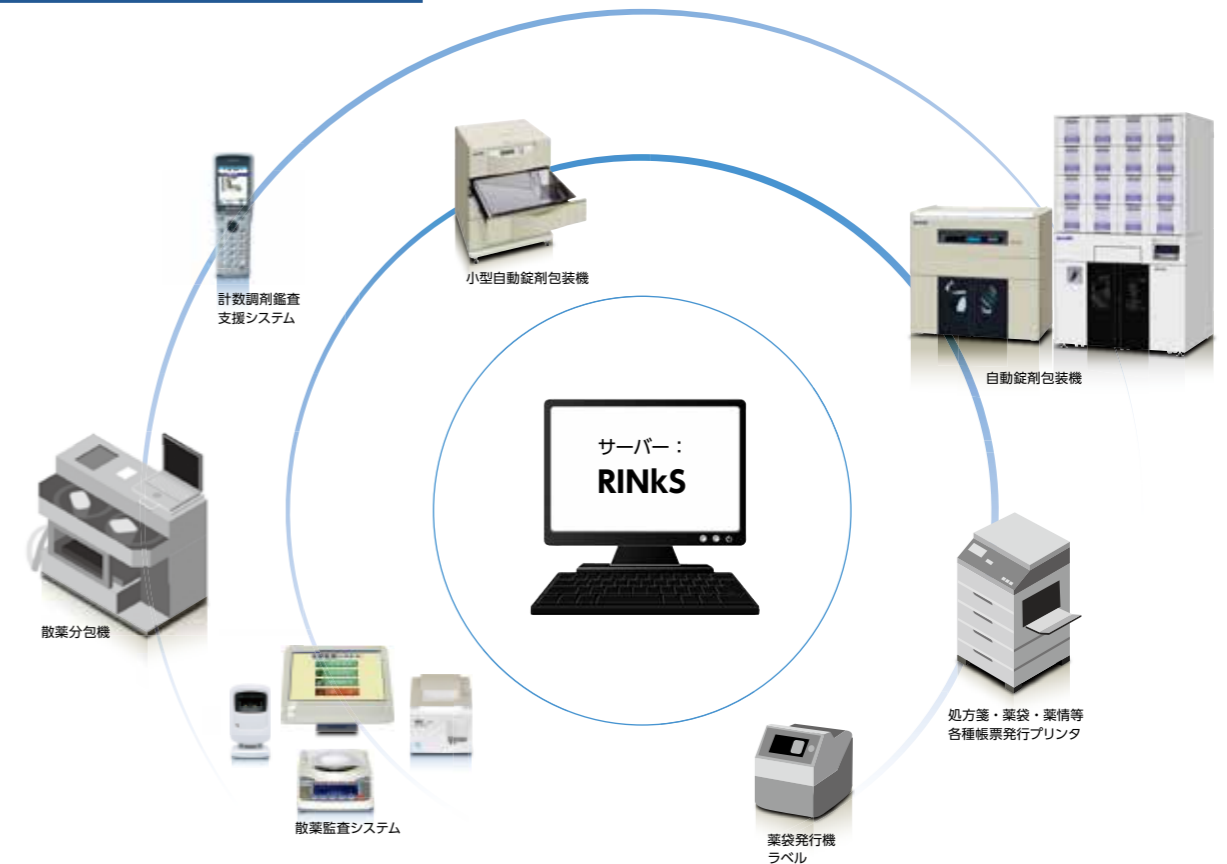 計数調剤鑑査
支援システム
小型自動錠剤包装機
自動錠剤包装機
サーバー：
RINkS
散薬分包機
処方箋・薬袋・薬情等
各種帳票発行プリンタ
散薬監査システム
薬袋発行機
ラベル